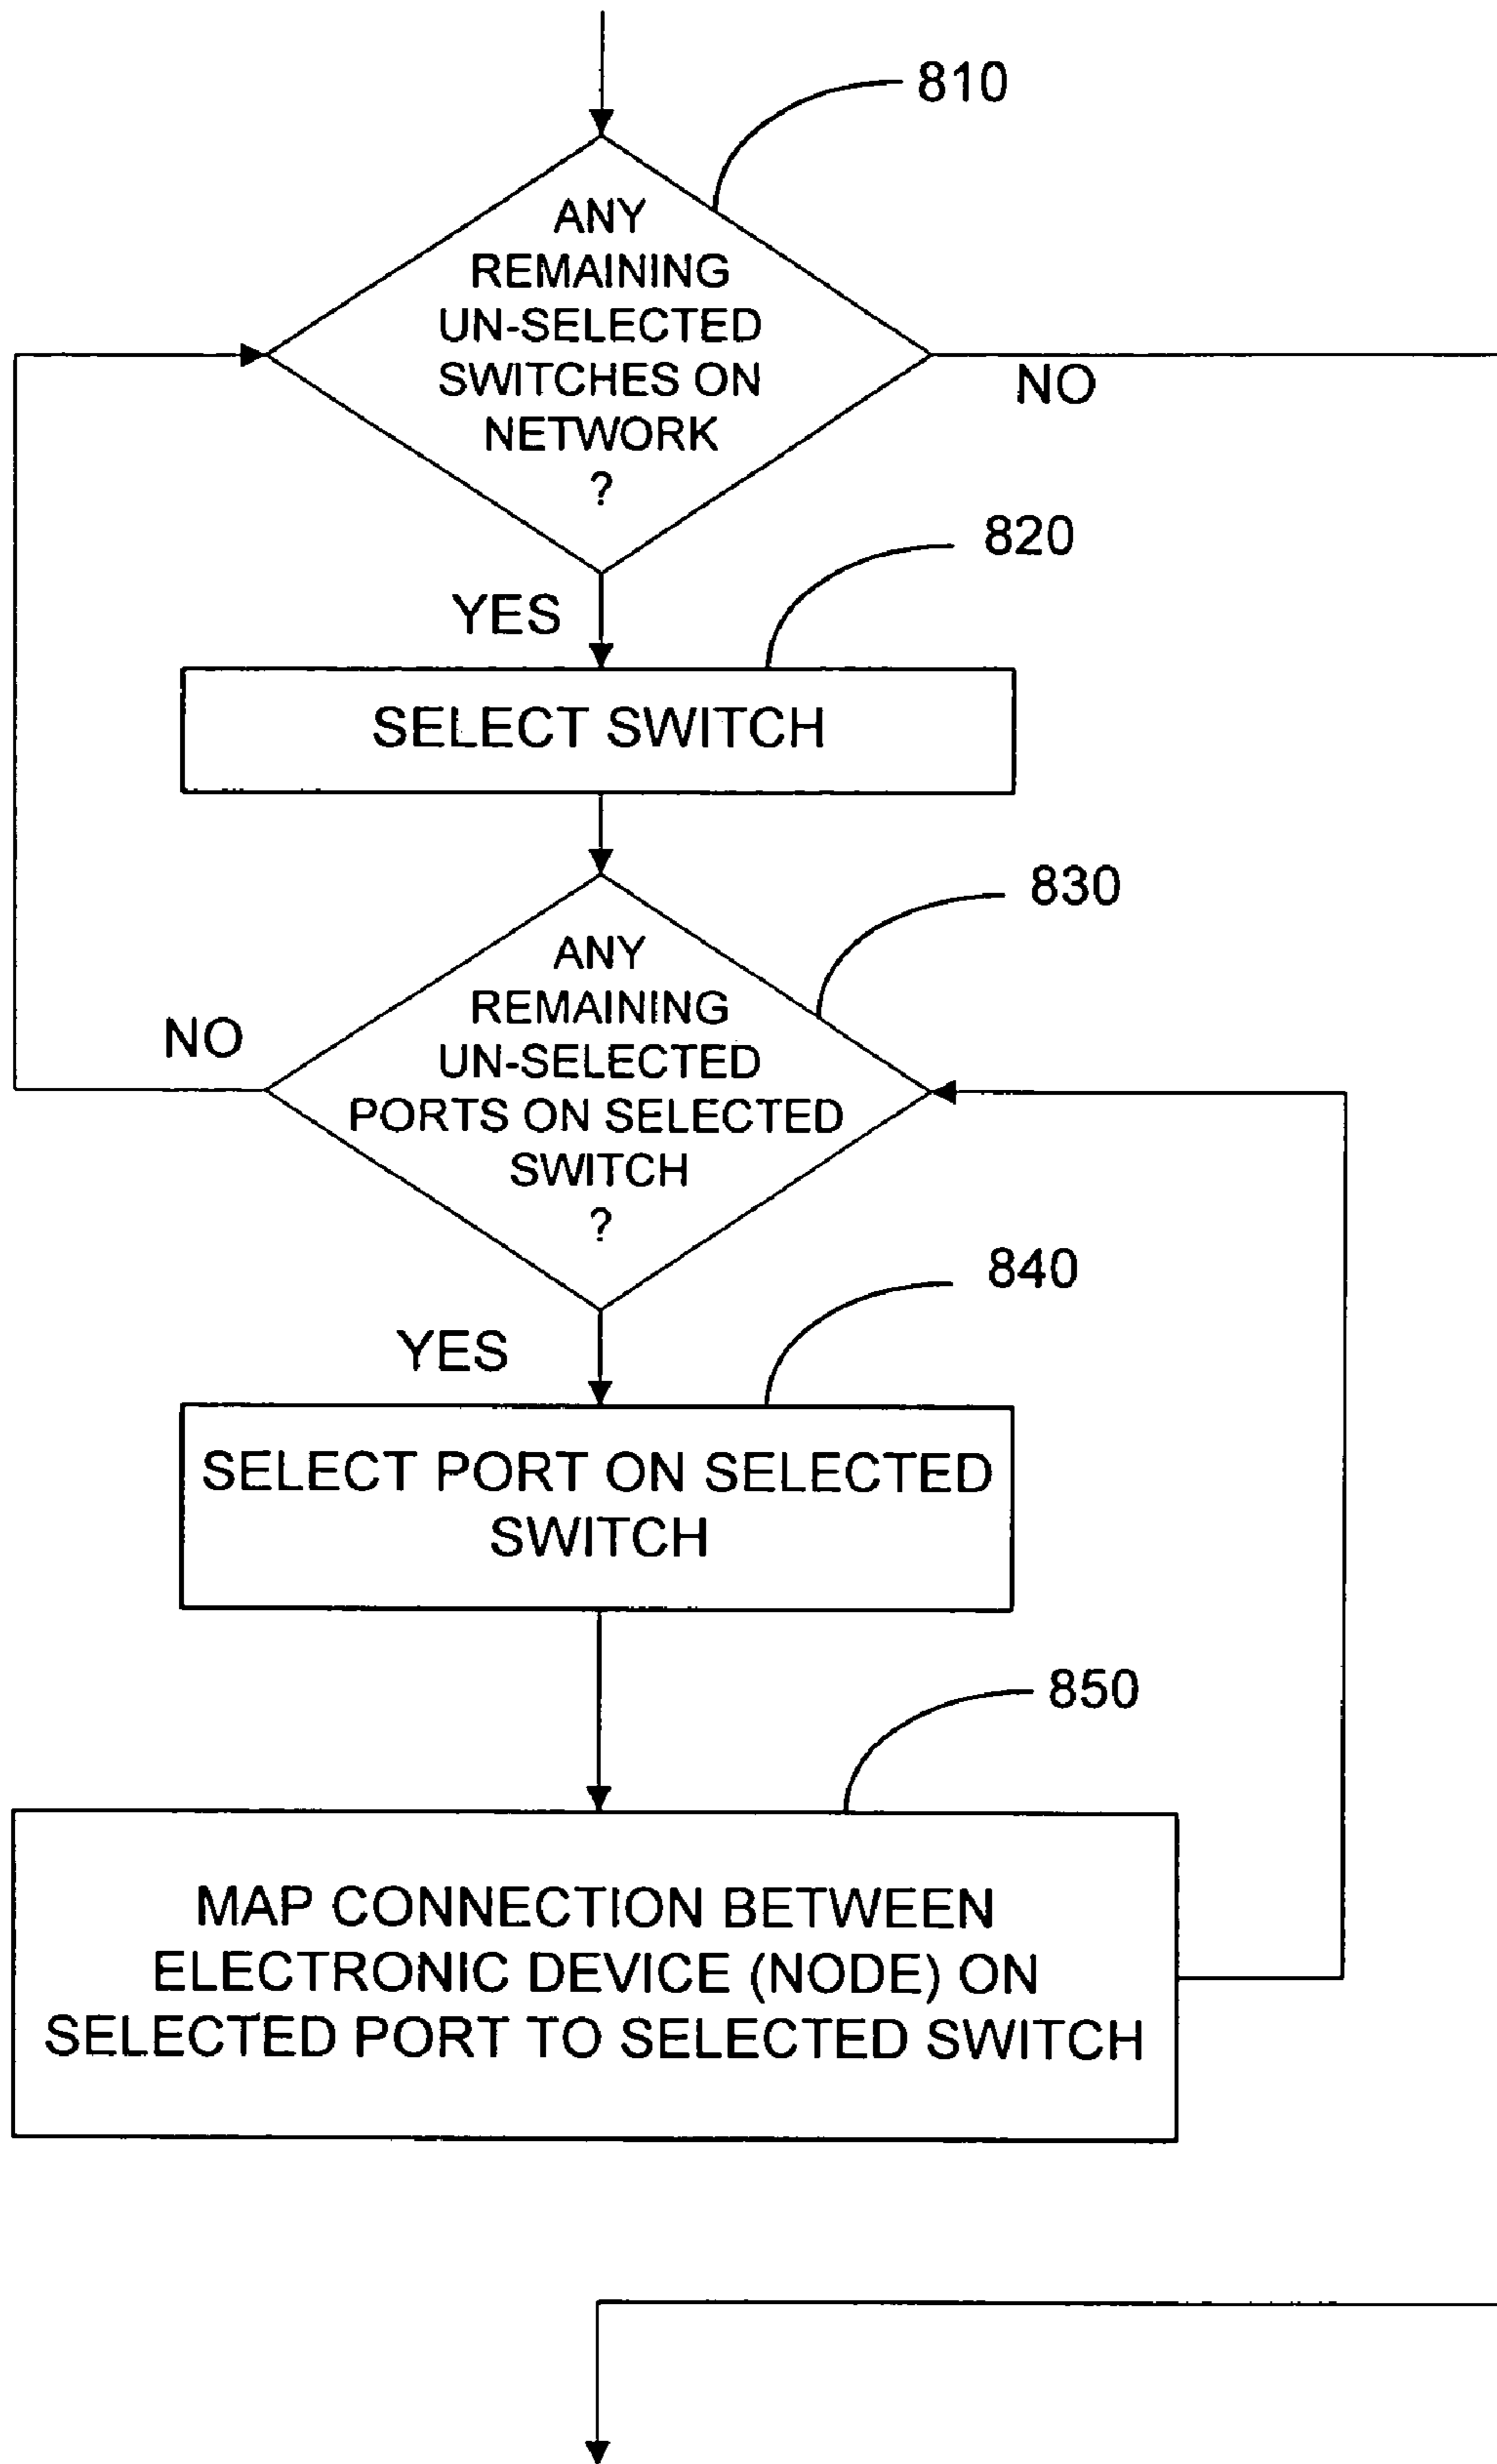 810
ANY
REMAINING
UN-SELECTED
SWITCHES ON
NETWORK
?
NO
820
YES
SELECT SWITCH
830
ANY
REMAINING
UN-SELECTED
PORTS ON SELECTED
SWITCH
?
NO
840
YES
SELECT PORT ON SELECTED
SWITCH
850
MAP CONNECTION BETWEEN
ELECTRONIC DEVICE (NODE) ON
SELECTED PORT TO SELECTED SWITCH